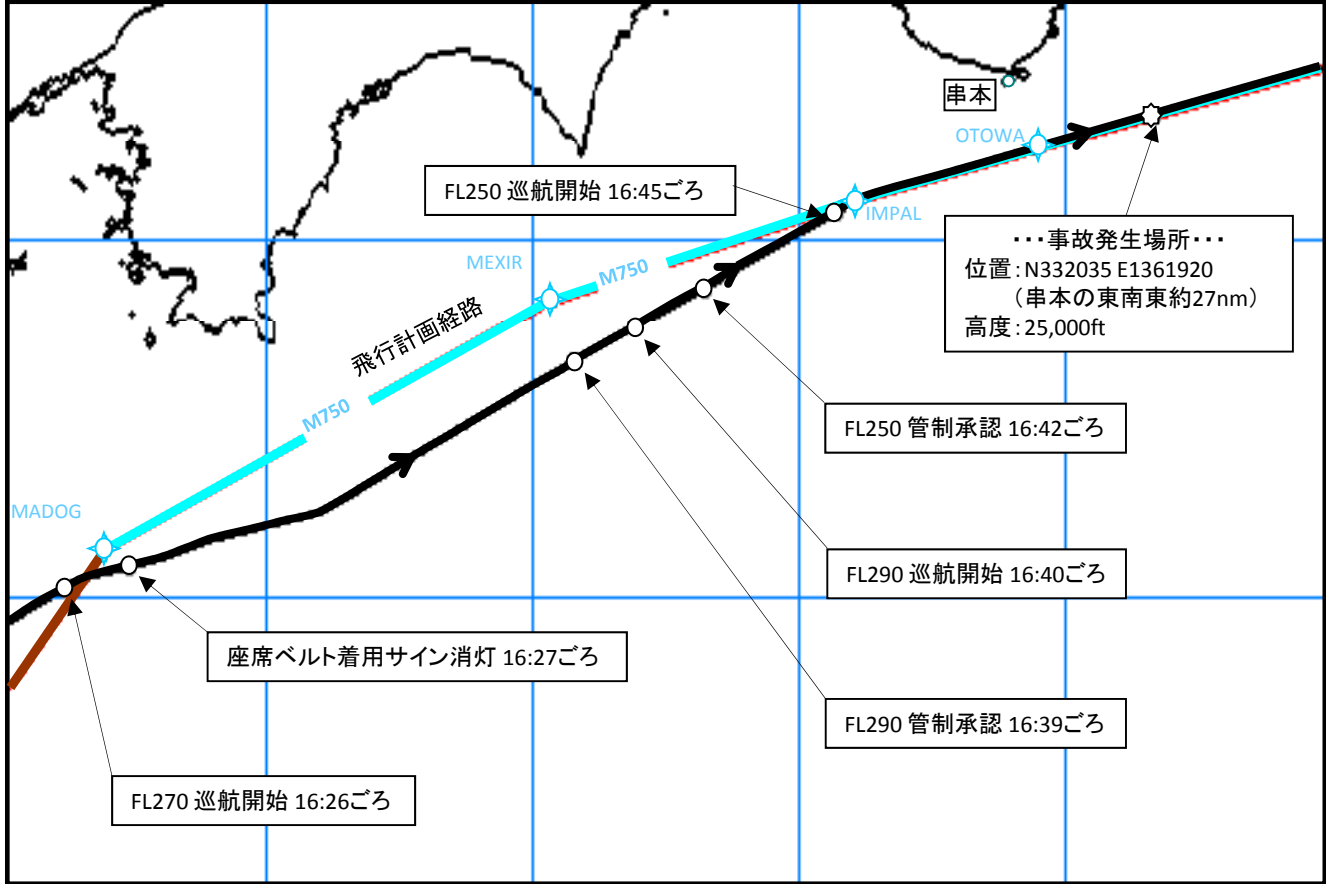 串本
OTOWA
FL250 巡航開始 16:45ごろ
IMPAL
・・・事故発生場所・・・
位置:N332035 E1361920
(串本の東南東約27nm)
高度:25,000ft
MEXIR
M750
飛行計画経路
M750
FL250 管制承認 16:42ごろ
MADOG
FL290 巡航開始 16:40ごろ
座席ベルト着用サイン消灯 16:27ごろ
FL290 管制承認 16:39ごろ
FL270 巡航開始 16:26ごろ